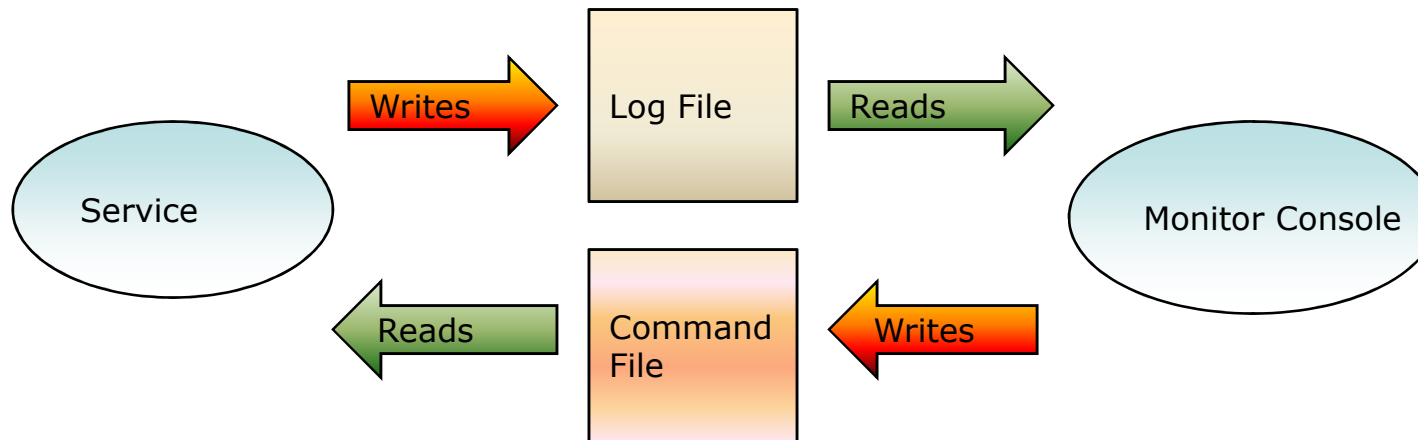 Writes
Log File
Reads
Service
Monitor Console
Reads
Command
File
Writes